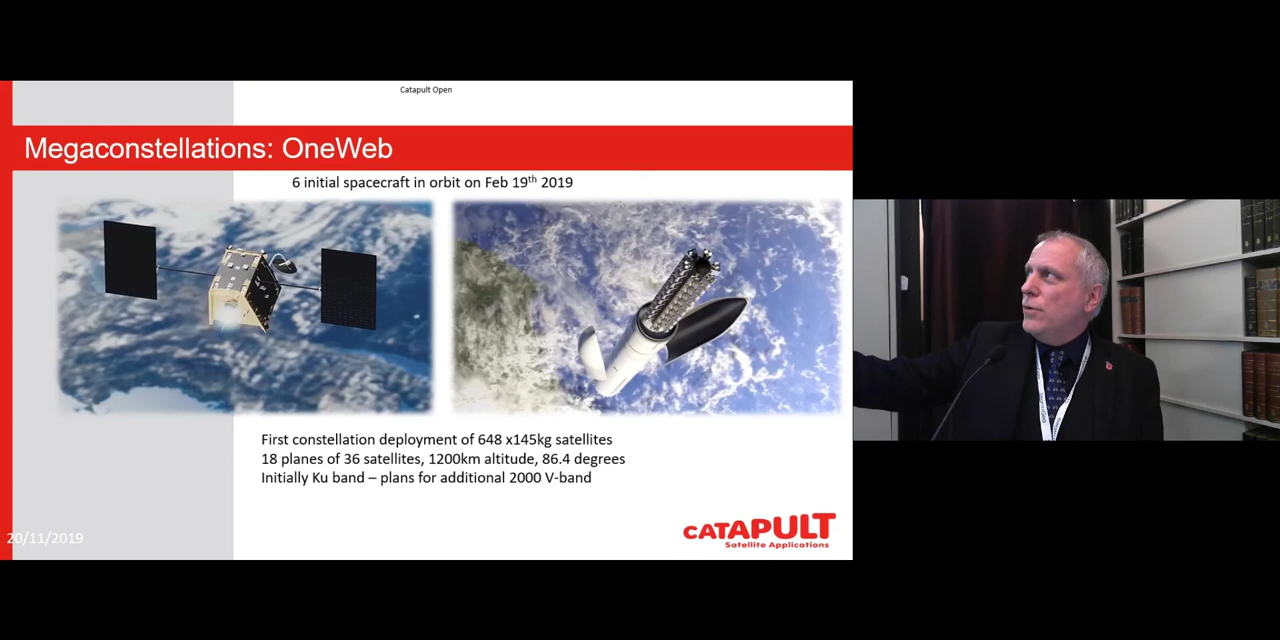 Catapult Open
Megaconstellations: OneWeb
6 initial spacecraft in orbit on Feb 19th 2019
First constellation deployment of 648 x145kg satellites
18 planes of 36 satellites, 1200km altitude, 86.4 degrees
Initially Ku band – plans for additional 2000 V-band
20/11/2019
CATAPULT
Satellite Applications